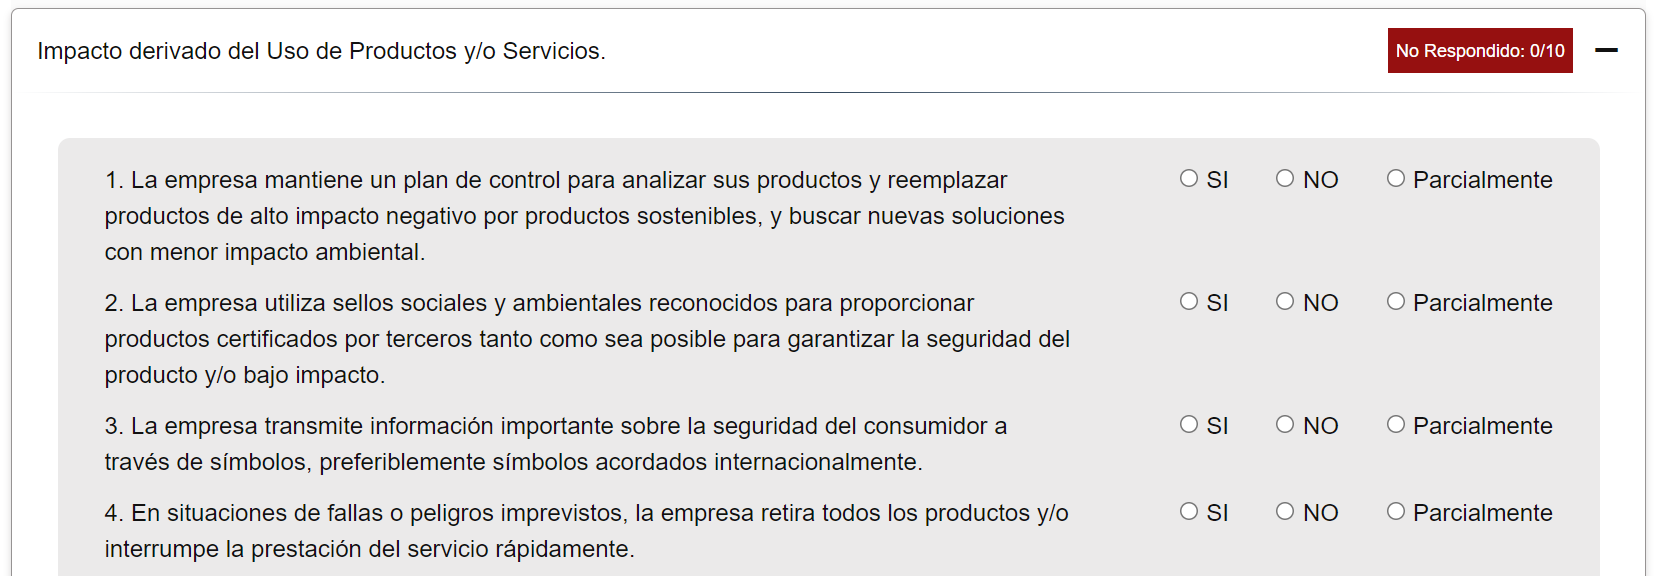 Impacto derivado del Uso de Productos y/o Servicios.
No Respondido: 0/10
1. La empresa mantiene un plan de control para analizar sus productos y reemplazar
productos de alto impacto negativo por productos sostenibles, y buscar nuevas soluciones
con menor impacto ambiental.
SI NO Parcialmente
2. La empresa utiliza sellos sociales y ambientales reconocidos para proporcionar
productos certificados por terceros tanto como sea posible para garantizar la seguridad del
producto y/o bajo impacto.
SI NO Parcialmente
3. La empresa transmite información importante sobre la seguridad del consumidor a
través de símbolos, preferiblemente símbolos acordados internacionalmente.
SI NO Parcialmente
4. En situaciones de fallas o peligros imprevistos, la empresa retira todos los productos y/o
interrumpe la prestación del servicio rápidamente.
SI NO Parcialmente